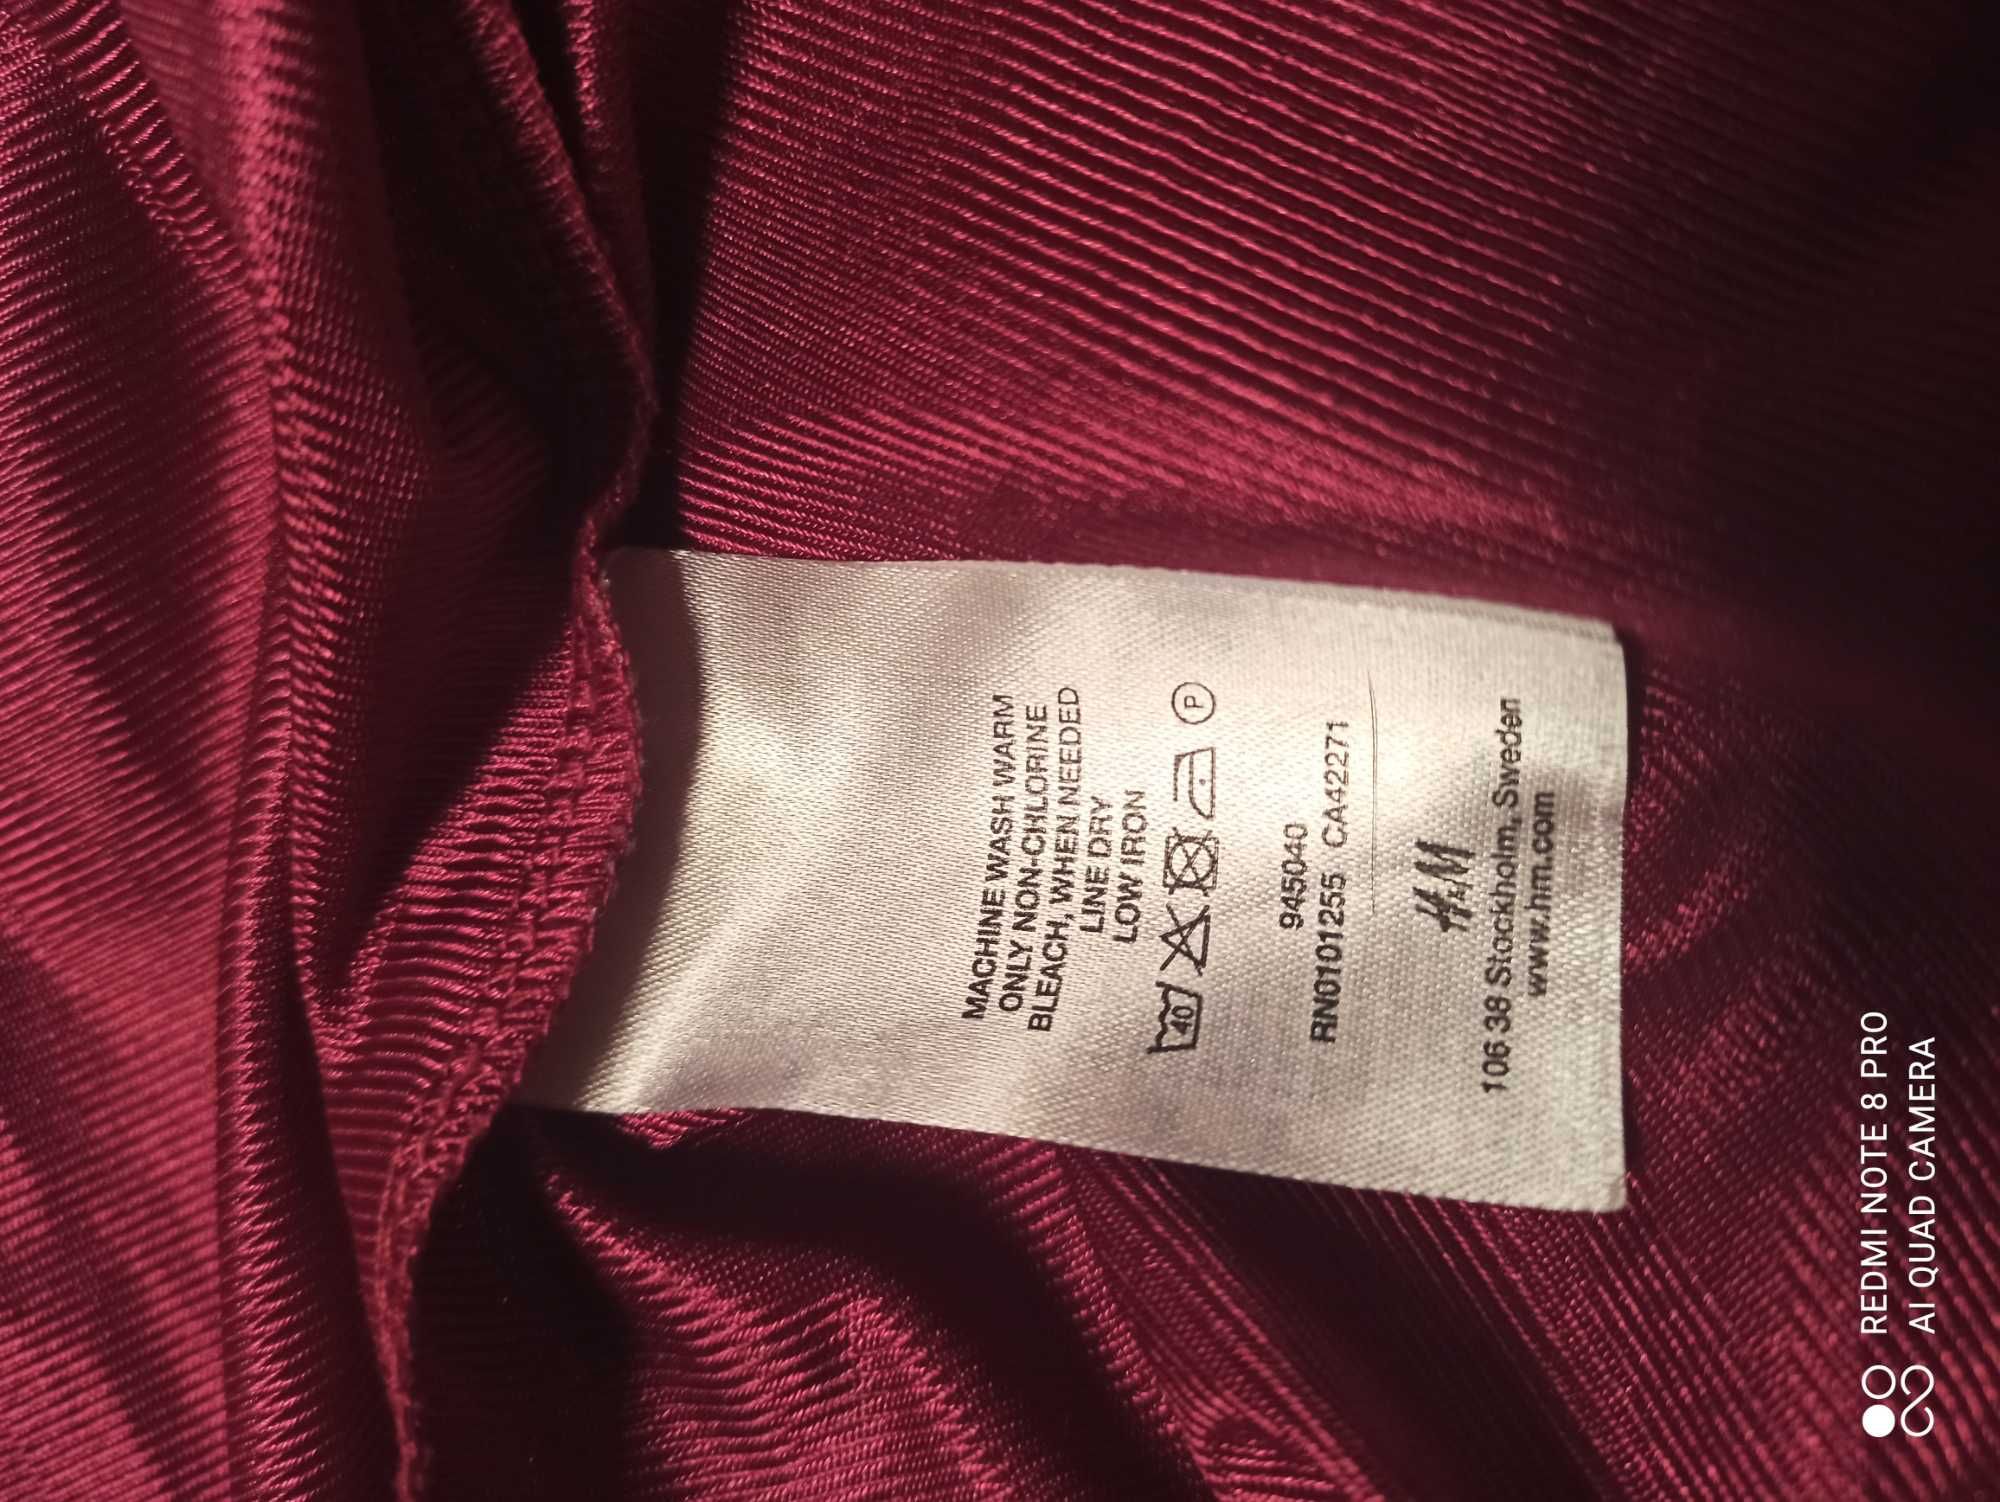 MACHINE WASH WARM
ONLY NON-CHLORINE
BLEACH, WHEN NEEDED
LINE DRY
LOW IRON
40 P
945040
RN0101255 CA42271
H&M
106 38 Stockholm, Sweden
www.hm.com
REDMI NOTE 8 PRO
AI QUAD CAMERA